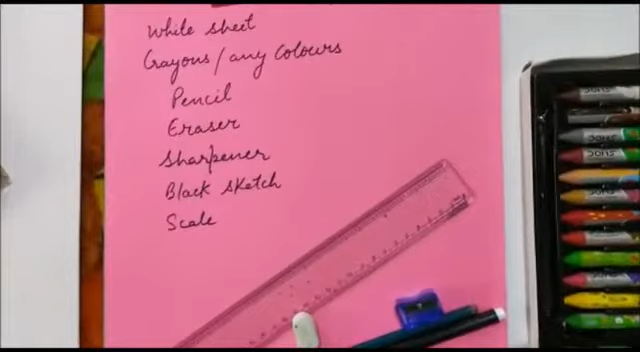 White sheet
Crayons/any Colours
Pencil
Eraser
Sharpener
Black sketch
Scale